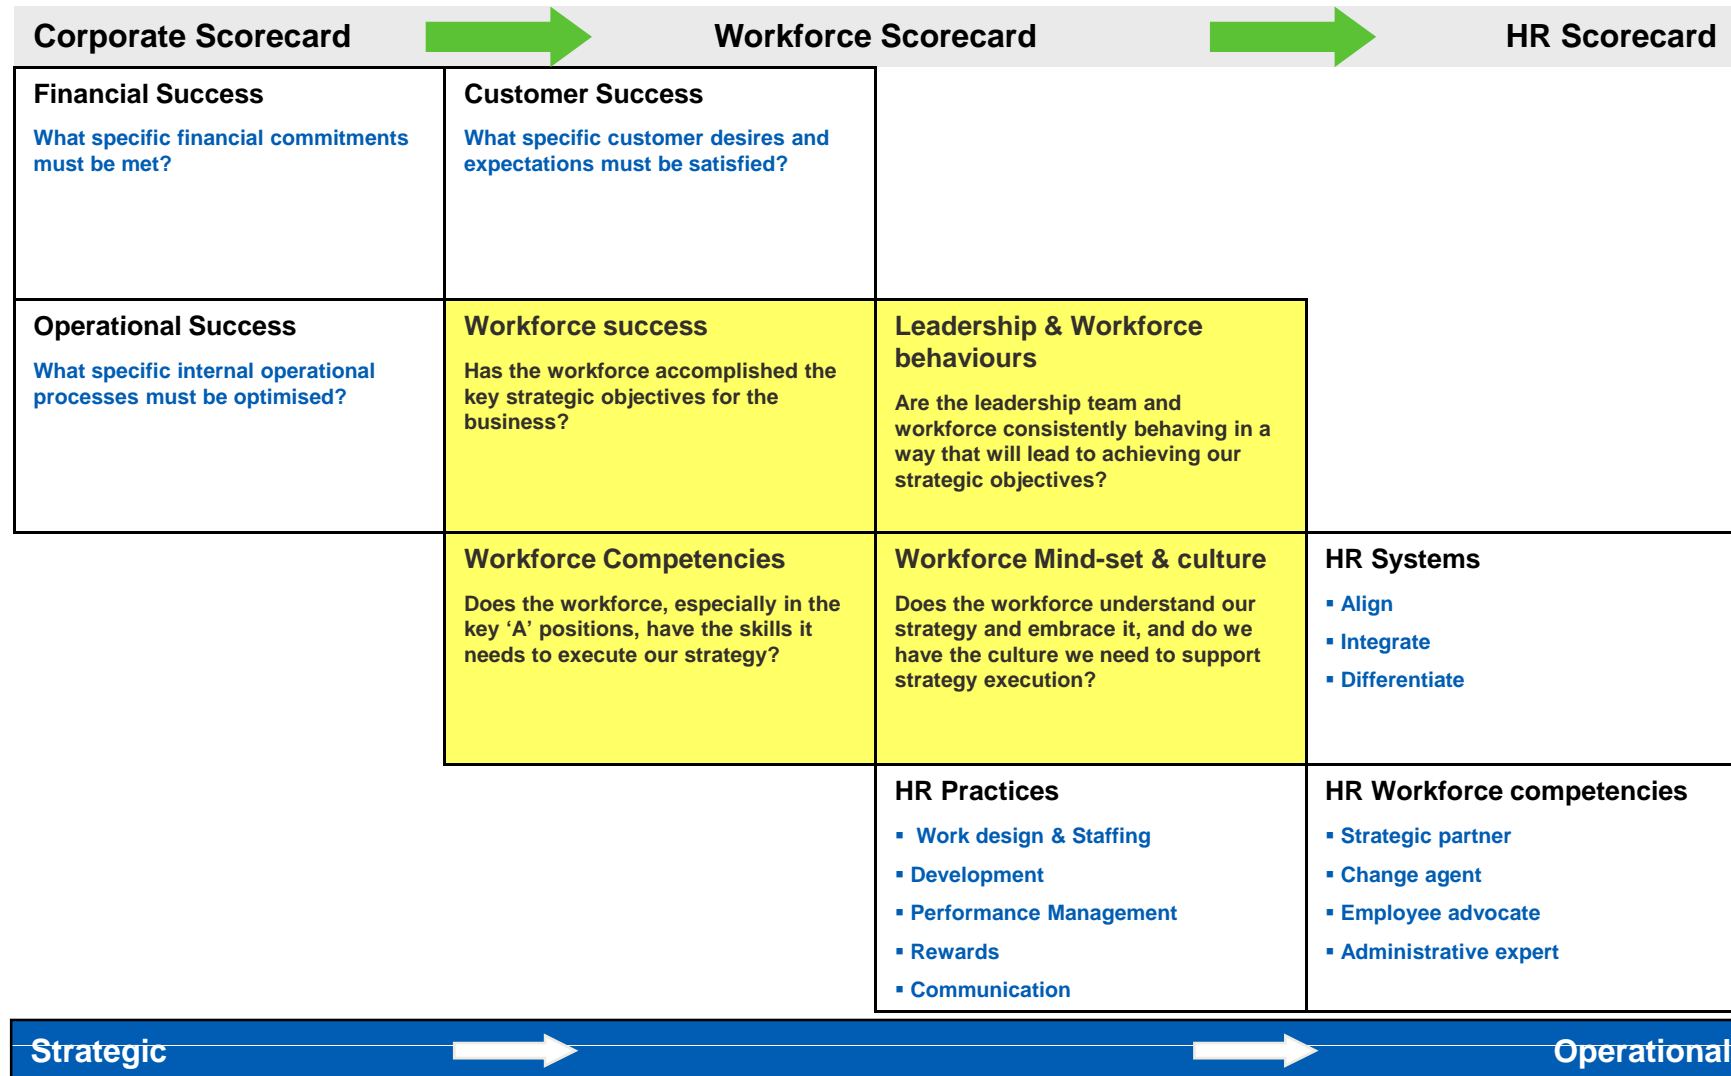 Corporate Scorecard
Workforce Scorecard
HR Scorecard
Financial Success
What specific financial commitments
must be met?
Customer Success
What specific customer desires and
expectations must be satisfied?
Operational Success
What specific internal operational
processes must be optimised?
Workforce success
Has the workforce accomplished the
key strategic objectives for the
business?
Leadership & Workforce
behaviours
Are the leadership team and
workforce consistently behaving in a
way that will lead to achieving our
strategic objectives?
Workforce Competencies
Does the workforce, especially in the
key ‘A’ positions, have the skills it
needs to execute our strategy?
Workforce Mind-set & culture
Does the workforce understand our
strategy and embrace it, and do we
have the culture we need to support
strategy execution?
HR Systems
▪ Align
▪ Integrate
▪ Differentiate
HR Practices
▪ Work design & Staffing
▪ Development
▪ Performance Management
▪ Rewards
▪ Communication
HR Workforce competencies
▪ Strategic partner
▪ Change agent
▪ Employee advocate
▪ Administrative expert
Strategic
Operational